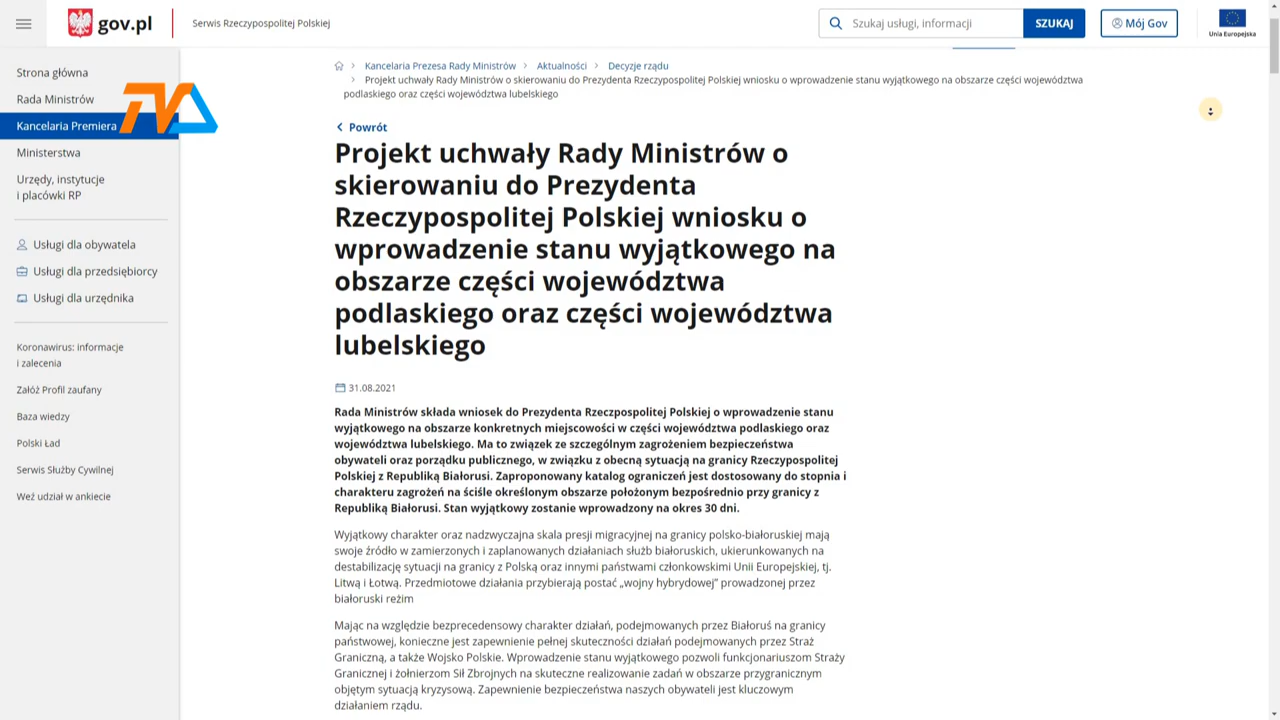 gov.pl
Serwis Rzeczypospolitej Polskiej
Szukaj usługi, informacji
SZUKAJ
Mój Gov
Unia Europejska
Strona główna
Rada Ministrów
Kancelaria Premiera
Ministerstwa
Urzędy, instytucje
i placówki RP
Usługi dla obywatela
Usługi dla przedsiębiorcy
Usługi dla urzędnika
Koronawirus: informacje
i zalecenia
Załóż Profil zaufany
Baza wiedzy
Polski Ład
Serwis Służby Cywilnej
Weź udział w ankiecie
TVA
Kancelaria Prezesa Rady Ministrów > Aktualności > Decyzje rządu
> Projekt uchwały Rady Ministrów o skierowaniu do Prezydenta Rzeczypospolitej Polskiej wniosku o wprowadzenie stanu wyjątkowego na obszarze części województwa
podlaskiego oraz części województwa lubelskiego
Powrót
Projekt uchwały Rady Ministrów o
skierowaniu do Prezydenta
Rzeczypospolitej Polskiej wniosku o
wprowadzenie stanu wyjątkowego na
obszarze części województwa
podlaskiego oraz części województwa
lubelskiego
31.08.2021
Rada Ministrów składa wniosek do Prezydenta Rzeczpospolitej Polskiej o wprowadzenie stanu
wyjątkowego na obszarze konkretnych miejscowości w części województwa podlaskiego oraz
województwa lubelskiego. Ma to związek ze szczególnym zagrożeniem bezpieczeństwa
obywateli oraz porządku publicznego, w związku z obecną sytuacją na granicy Rzeczypospolitej
Polskiej z Republiką Białorusi. Zaproponowany katalog ograniczeń jest dostosowany do stopnia i
charakteru zagrożeń na ściśle określonym obszarze położonym bezpośrednio przy granicy z
Republiką Białorusi. Stan wyjątkowy zostanie wprowadzony na okres 30 dni.
Wyjątkowy charakter oraz nadzwyczajna skala presji migracyjnej na granicy polsko-białoruskiej mają
swoje źródło w zamierzonych i zaplanowanych działaniach służb białoruskich, ukierunkowanych na
destabilizację sytuacji na granicy z Polską oraz innymi państwami członkowskimi Unii Europejskiej, tj.
Litwą i Łotwą. Przedmiotowe działania przybierają postać „wojny hybrydowej” prowadzonej przez
białoruski reżim
Mając na względzie bezprecedensowy charakter działań, podejmowanych przez Białoruś na granicy
państwowej, konieczne jest zapewnienie pełnej skuteczności działań podejmowanych przez Straż
Graniczną, a także Wojsko Polskie. Wprowadzenie stanu wyjątkowego pozwoli funkcjonariuszom Straży
Granicznej i żołnierzom Sił Zbrojnych na skuteczne realizowanie zadań w obszarze przygranicznym
objętym sytuacją kryzysową. Zapewnienie bezpieczeństwa naszych obywateli jest kluczowym
działaniem rządu.